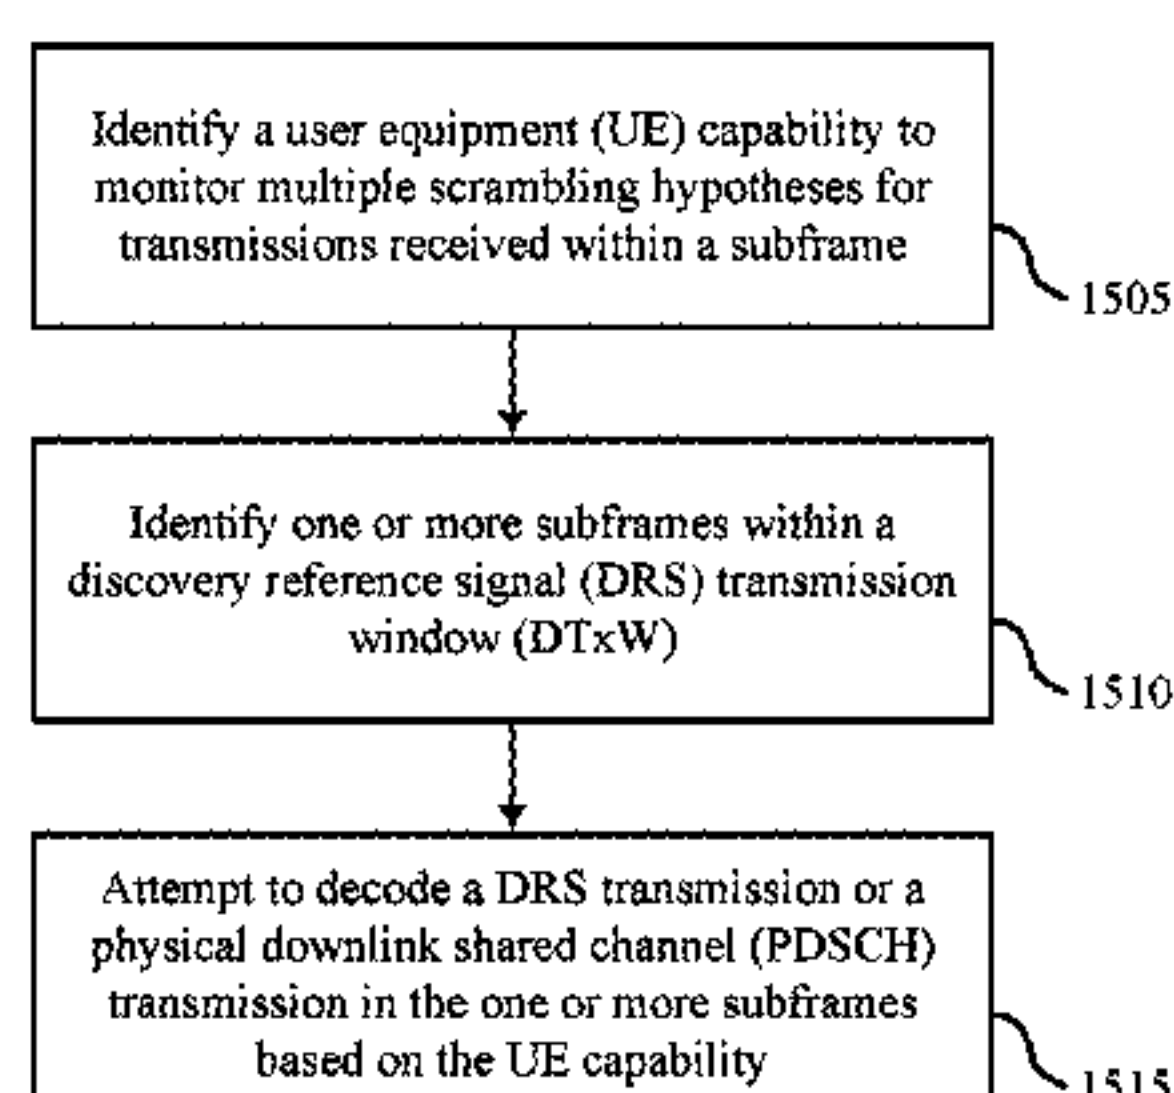 Identify a user equipment (UE) capability to
monitor multiple scrambling hypotheses for
transmissions received within a subframe
1505
Identify one or more subframes within a
discovery reference signal (DRS) transmission
window (DTxW)
1510
Attempt to decode a DRS transmission or a
physical downlink shared channel (PDSCH)
transmission in the one or more subframes
based on the UE capability
1515